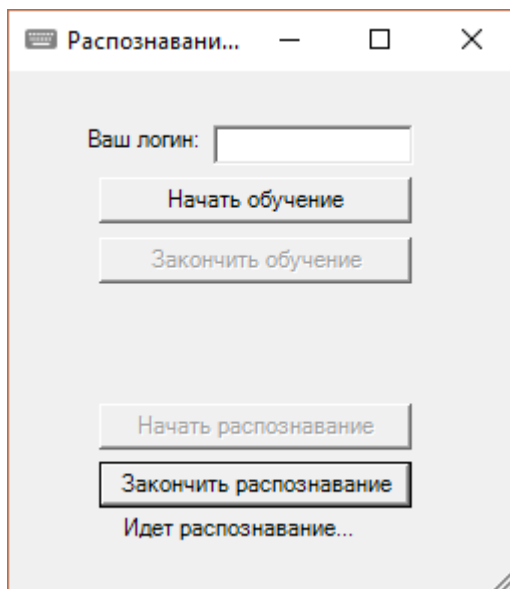 Распознавани...
Ваш логин:
Начать обучение
Закончить обучение
Начать распознавание
Закончить распознавание
Идет распознавание...